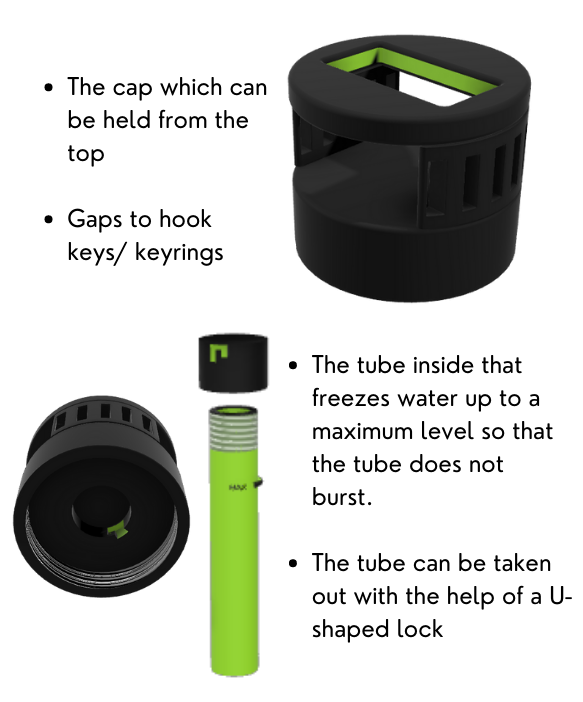 The cap which can
be held from the
top
Gaps to hook
keys/ keyrings
The tube inside that
freezes water up to a
maximum level so that
the tube does not
burst.
MAX
The tube can be taken
out with the help of a U-
shaped lock